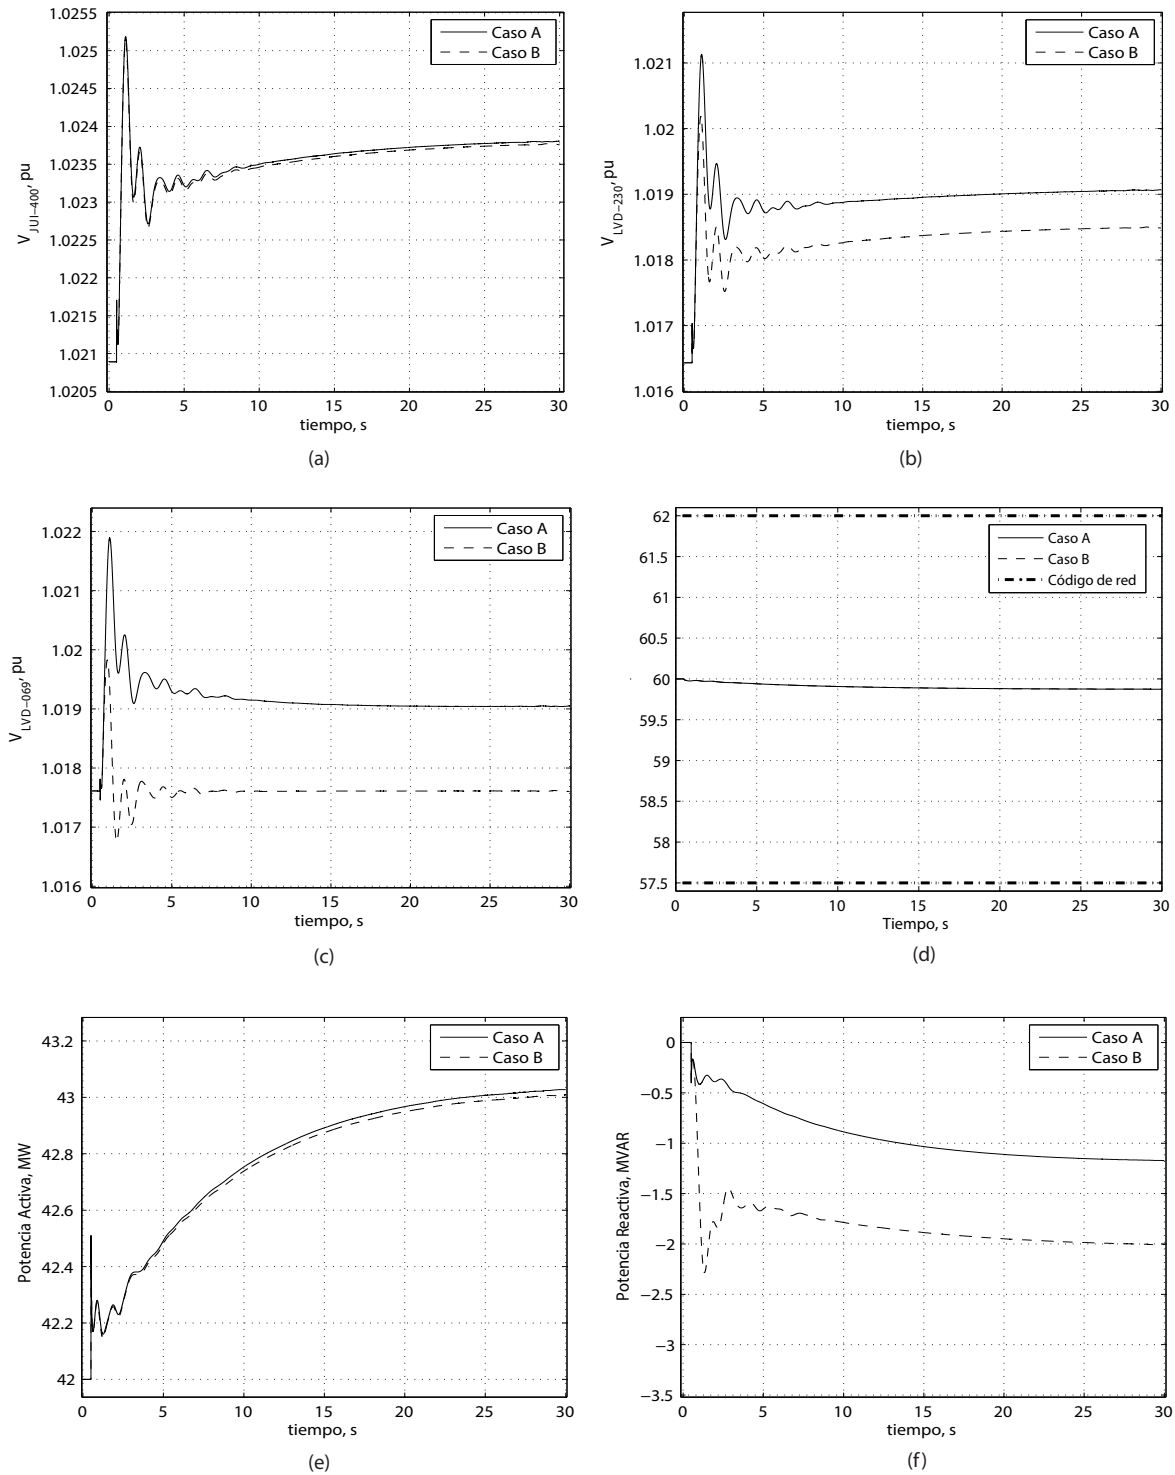 1.0255
1.025
1.0245
1.024
1.0235
1.023
1.0225
1.022
1.0215
1.021
1.0205
V JUI−400, pu
Caso A
Caso B
0 5 10 15 20 25 30
tiempo, s
(a)
1.021
1.02
1.019
1.018
1.017
1.016
V LVD−230, pu
Caso A
Caso B
0 5 10 15 20 25 30
tiempo, s
(b)
1.022
1.021
1.02
1.019
1.018
1.017
1.016
V LVD−069, pu
Caso A
Caso B
0 5 10 15 20 25 30
tiempo, s
(c)
62
61.5
61
60.5
60
59.5
59
58.5
58
57.5
Caso A
Caso B
Código de red
0 5 10 15 20 25 30
Tiempo, s
(d)
43.2
43
42.8
42.6
42.4
42.2
42
Potencia Activa, MW
Caso A
Caso B
0 5 10 15 20 25 30
tiempo, s
(e)
0
−0.5
−1
−1.5
−2
−2.5
−3
−3.5
Potencia Reactiva, MVAR
Caso A
Caso B
0 5 10 15 20 25 30
tiempo, s
(f)